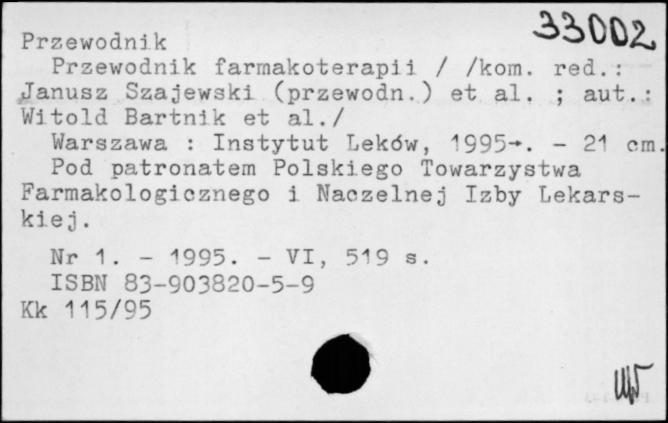 33002
Przewodnik
Przewodnik farmakoterapii / /kom. red.:
Janusz Szajewski (przewodn.) et al. ; aut.:
Witold Bartnik et al./
Warszawa : Instytut Leków, 1995→. - 21 cm.
Pod patronatem Polskiego Towarzystwa
Farmakologicznego i Naczelnej Izby Lekars-
kiej.
Nr 1. - 1995. - VI, 519 s.
ISBN 83-903820-5-9
Kk 115/95